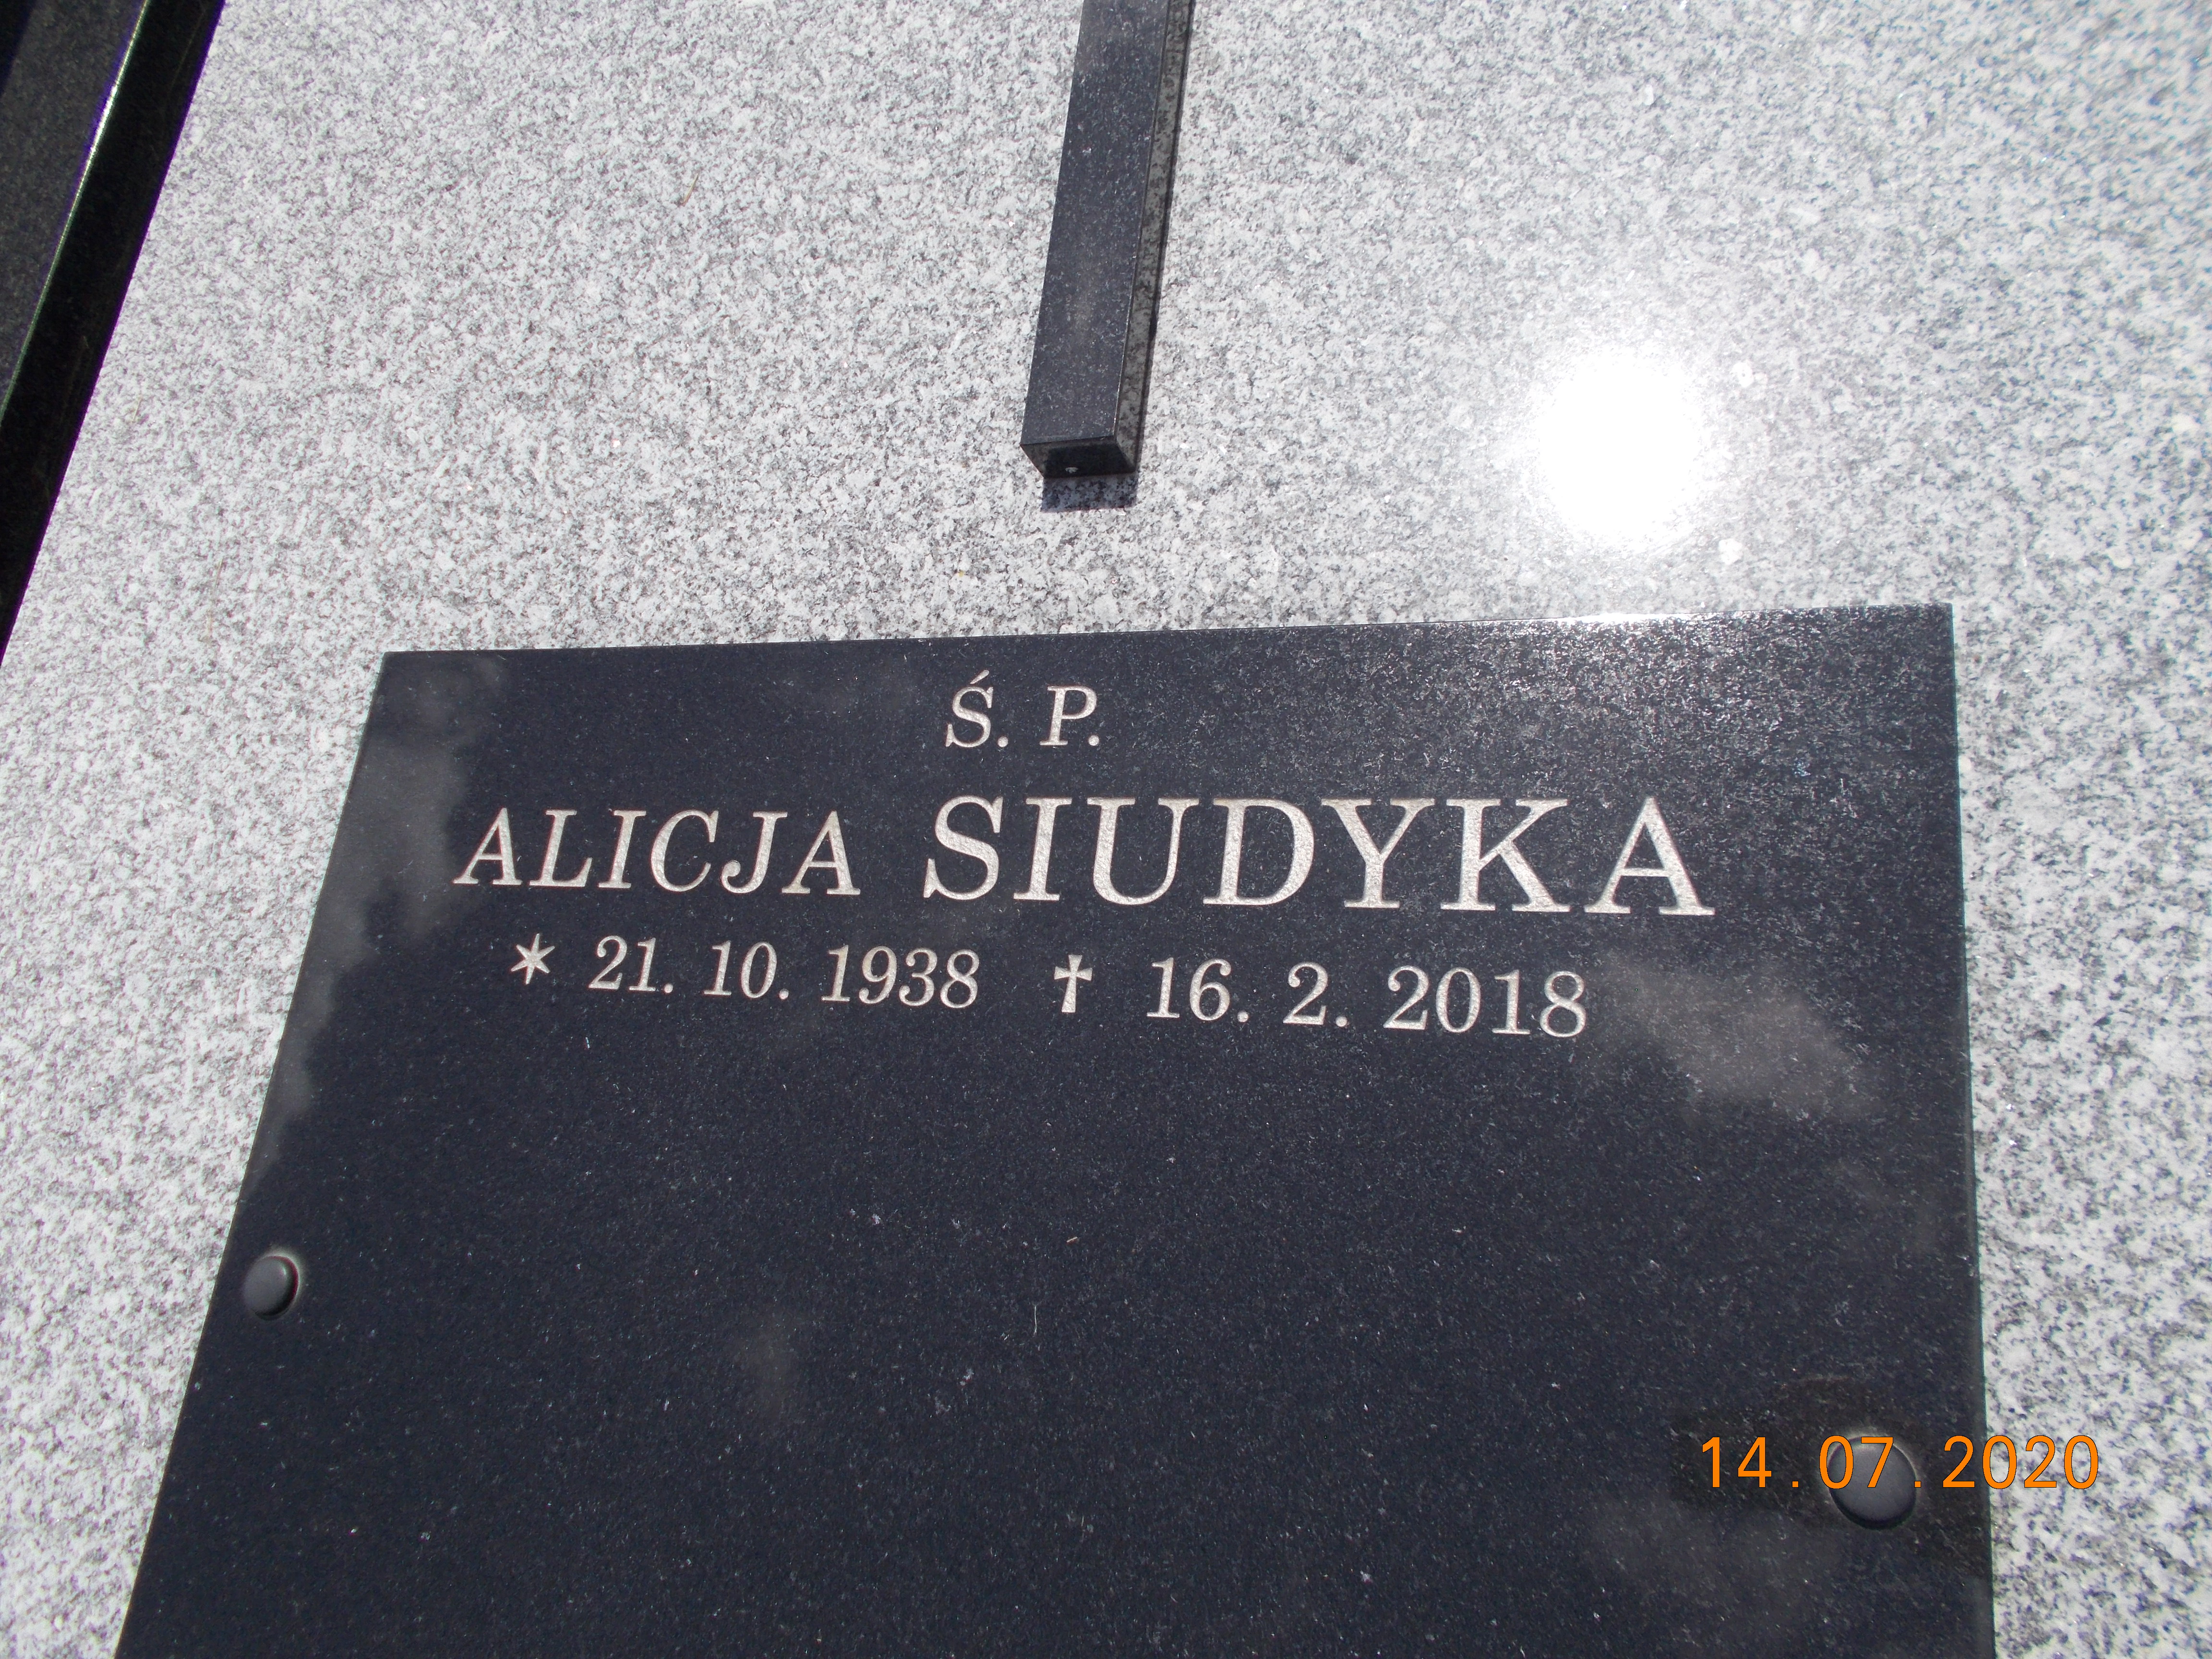 Ś. P.
ALICJA SIUDYKA
* 21. 10. 1938 † 16. 2. 2018
14.07.2020